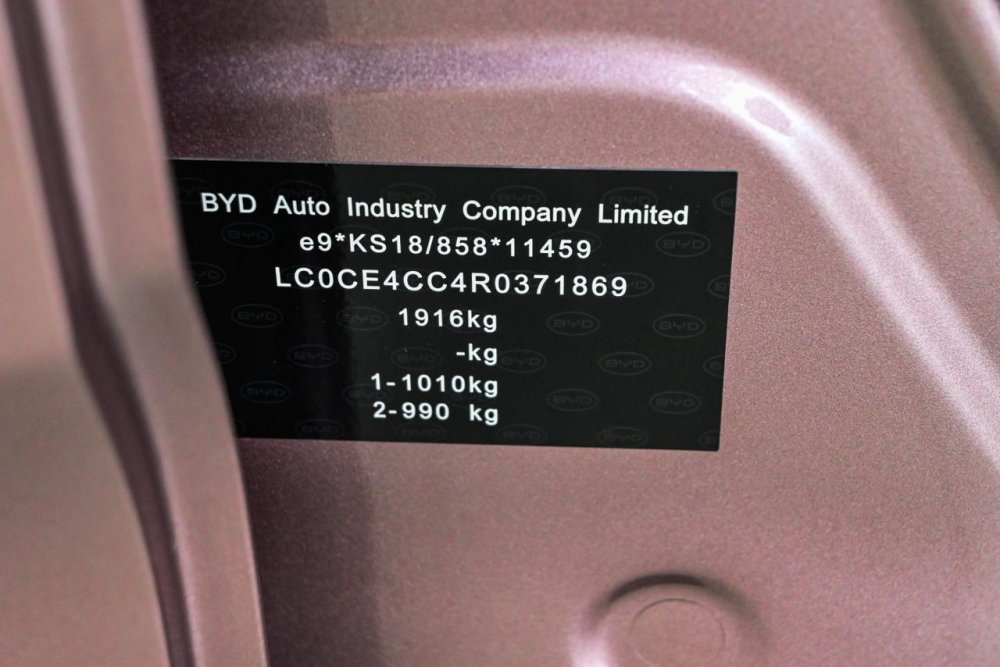 BYD Auto Industry Company Limited
e9*KS18/858*11459
LC0CE4CC4R0371869
1916kg
-kg
1-1010kg
2-990 kg